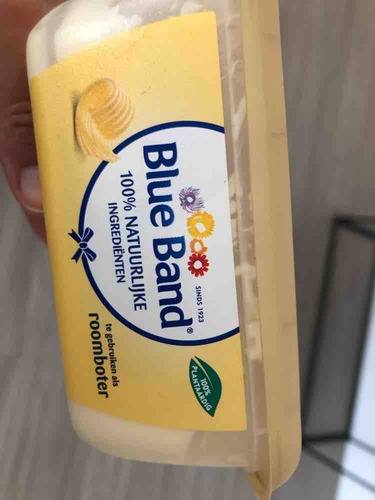 SINDS 1923
Blue Band®
100% NATUURLIJKE
INGREDIËNTEN
te gebruiken als
roomboter
100%
PLANTAARDIG